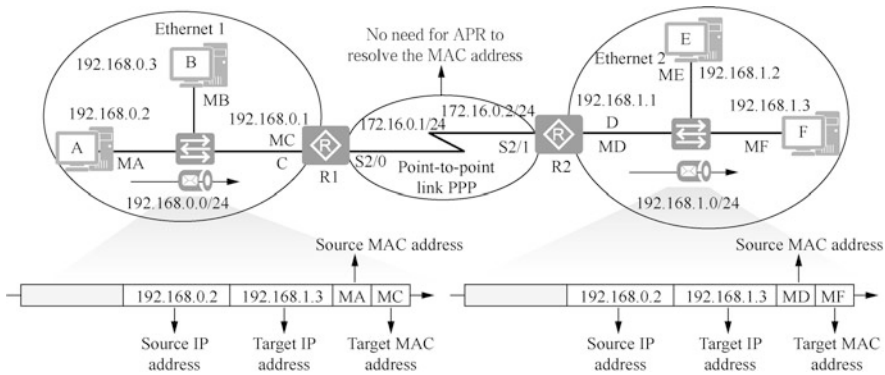 Ethernet 1
No need for APR to
resolve the MAC address
192.168.0.3
B
MB
192.168.0.2
A
MA
192.168.0.1
MC
C
R
R1
192.168.0.0/24
172.16.0.1/24
172.16.0.2/24
S2/0
S2/1
Point-to-point
link PPP
R
R2
Ethernet 2
E
ME
192.168.1.2
192.168.1.1
D
MD
192.168.1.3
F
MF
192.168.1.0/24
Source MAC address
192.168.0.2
192.168.1.3
MA
MC
Source IP
address
Target IP
address
Target MAC
address
Source MAC address
192.168.0.2
192.168.1.3
MD
MF
Source IP
address
Target IP
address
Target MAC
address